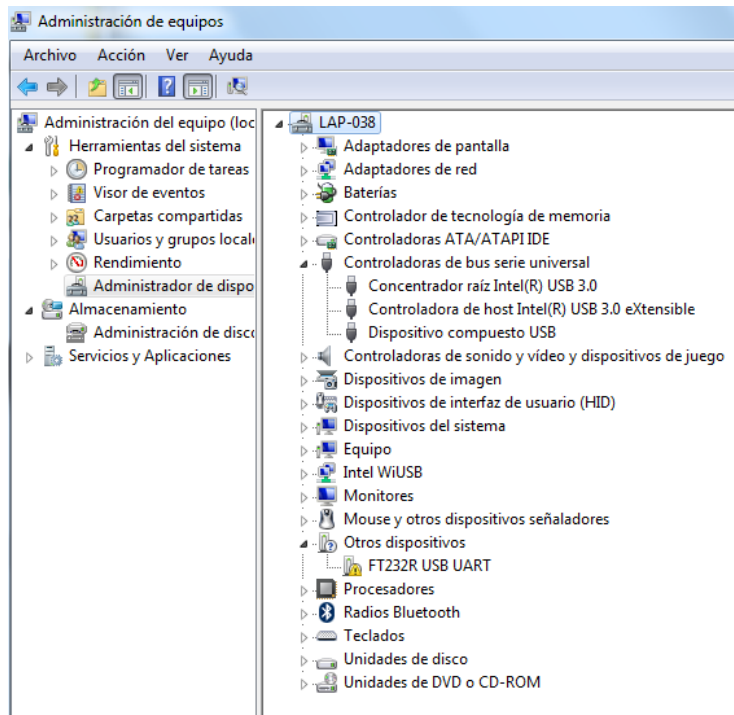 Administración de equipos
Archivo Acción Ver Ayuda
Administración del equipo (loc
Herramientas del sistema
Programador de tareas
Visor de eventos
Carpetas compartidas
Usuarios y grupos local
Rendimiento
Administrador de dispo
Almacenamiento
Administración de disc
Servicios y Aplicaciones
LAP-038
Adaptadores de pantalla
Adaptadores de red
Baterías
Controlador de tecnología de memoria
Controladoras ATA/ATAPI IDE
Controladoras de bus serie universal
Concentrador raíz Intel(R) USB 3.0
Controladora de host Intel(R) USB 3.0 eXtensible
Dispositivo compuesto USB
Controladoras de sonido y vídeo y dispositivos de juego
Dispositivos de imagen
Dispositivos de interfaz de usuario (HID)
Dispositivos del sistema
Equipo
Intel WiUSB
Monitores
Mouse y otros dispositivos señaladores
Otros dispositivos
FT232R USB UART
Procesadores
Radios Bluetooth
Teclados
Unidades de disco
Unidades de DVD o CD-ROM